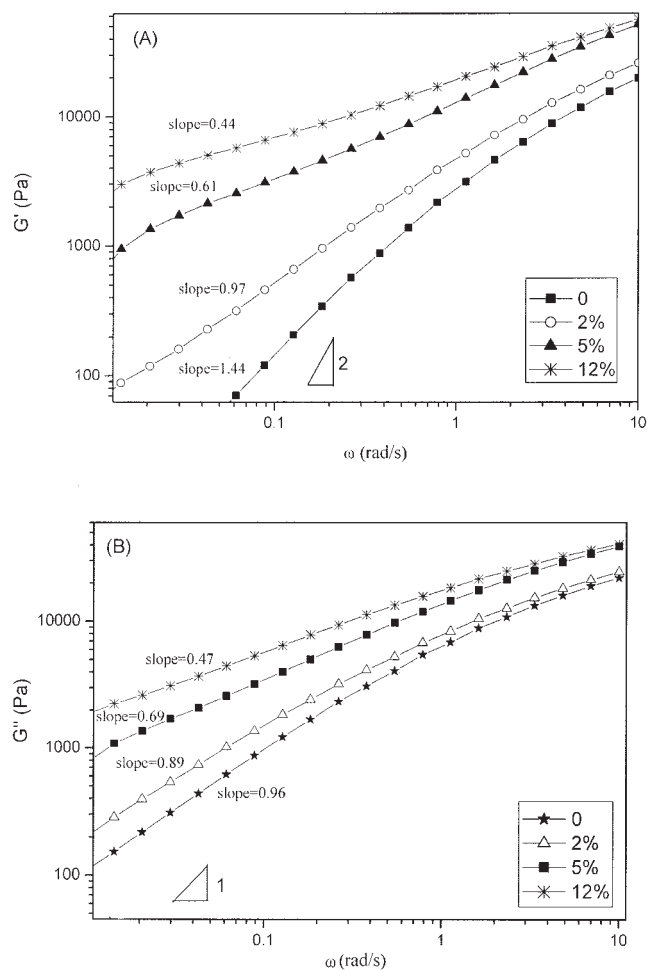 (A)
10000
1000
100
G' (Pa)
slope=0.44
slope=0.61
slope=0.97
slope=1.44
2
0
2%
5%
12%
0.1
1
10
ω (rad/s)
(B)
10000
1000
100
G'' (Pa)
slope=0.47
slope=0.69
slope=0.89
slope=0.96
1
0
2%
5%
12%
0.1
1
10
ω (rad/s)